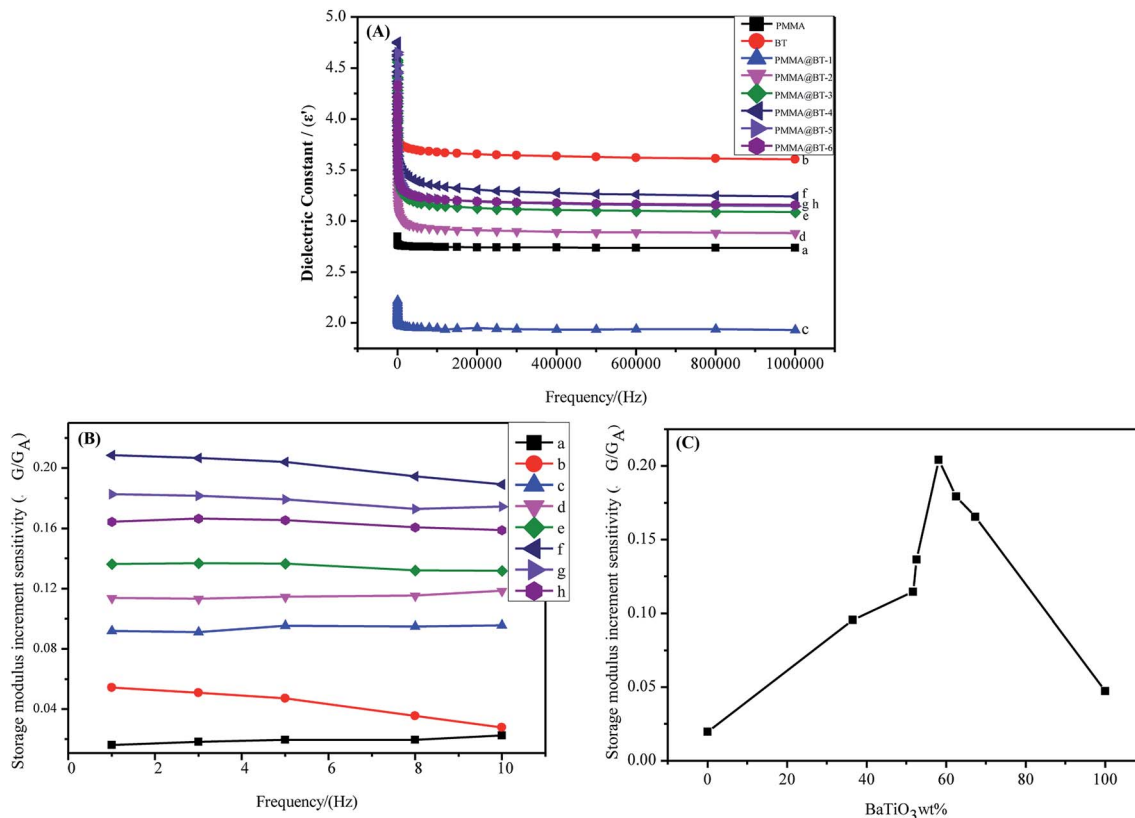 (A)
5.0
4.5
4.0
3.5
3.0
2.5
2.0
Dielectric Constant / (ε')
PMMA
BT
PMMA@BT-1
PMMA@BT-2
PMMA@BT-3
PMMA@BT-4
PMMA@BT-5
PMMA@BT-6
b
f
g h
e
d
a
c
0 200000 400000 600000 800000 1000000
Frequency/(Hz)
(B)
0.20
0.16
0.12
0.08
0.04
Storage modulus increment sensitivity (. G/GA)
a
b
c
d
e
f
g
h
0 2 4 6 8 10
Frequency/(Hz)
(C)
0.20
0.15
0.10
0.05
0.00
Storage modulus increment sensitivity (. G/GA)
0 20 40 60 80 100
BaTiO3wt%